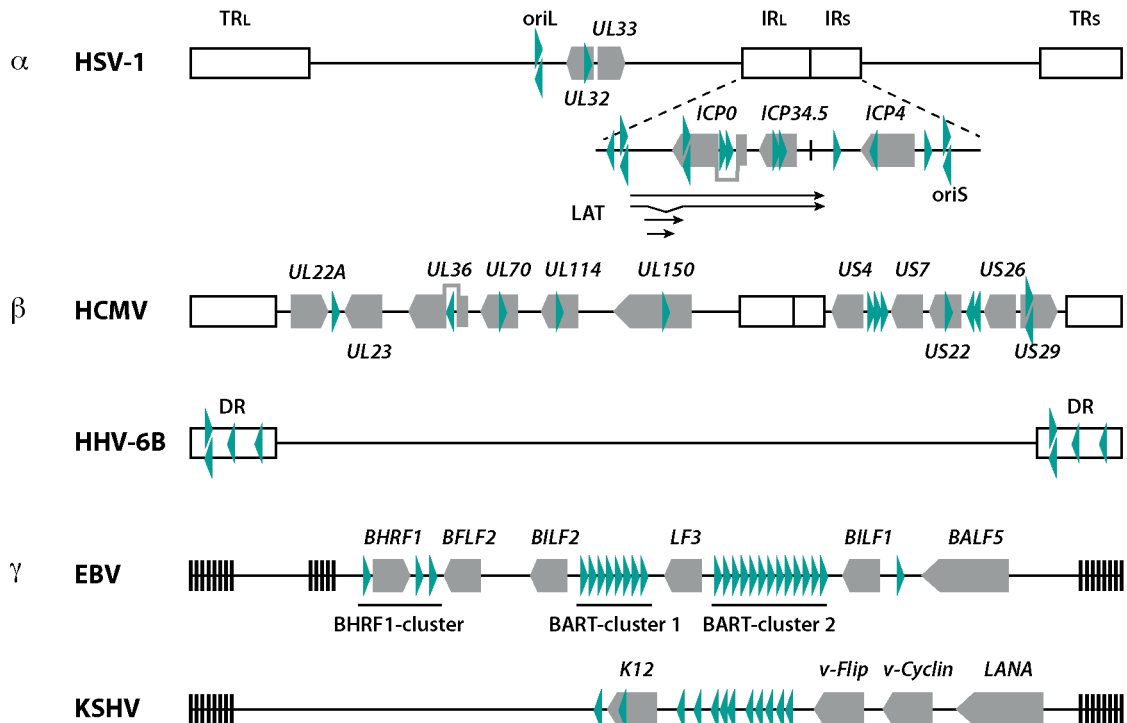 TRL oriL UL33 IRL IRS TRS
α HSV-1
UL32
ICP0 ICP34.5 ICP4
oriS
LAT
UL22A UL36 UL70 UL114 UL150 US4 US7 US26
β HCMV
UL23 US22 US29
DR DR
HHV-6B
BHRF1 BFLF2 BILF2 LF3 BILF1 BALF5
γ EBV
BHRF1-cluster BART-cluster 1 BART-cluster 2
K12 v-Flip v-Cyclin LANA
KSHV